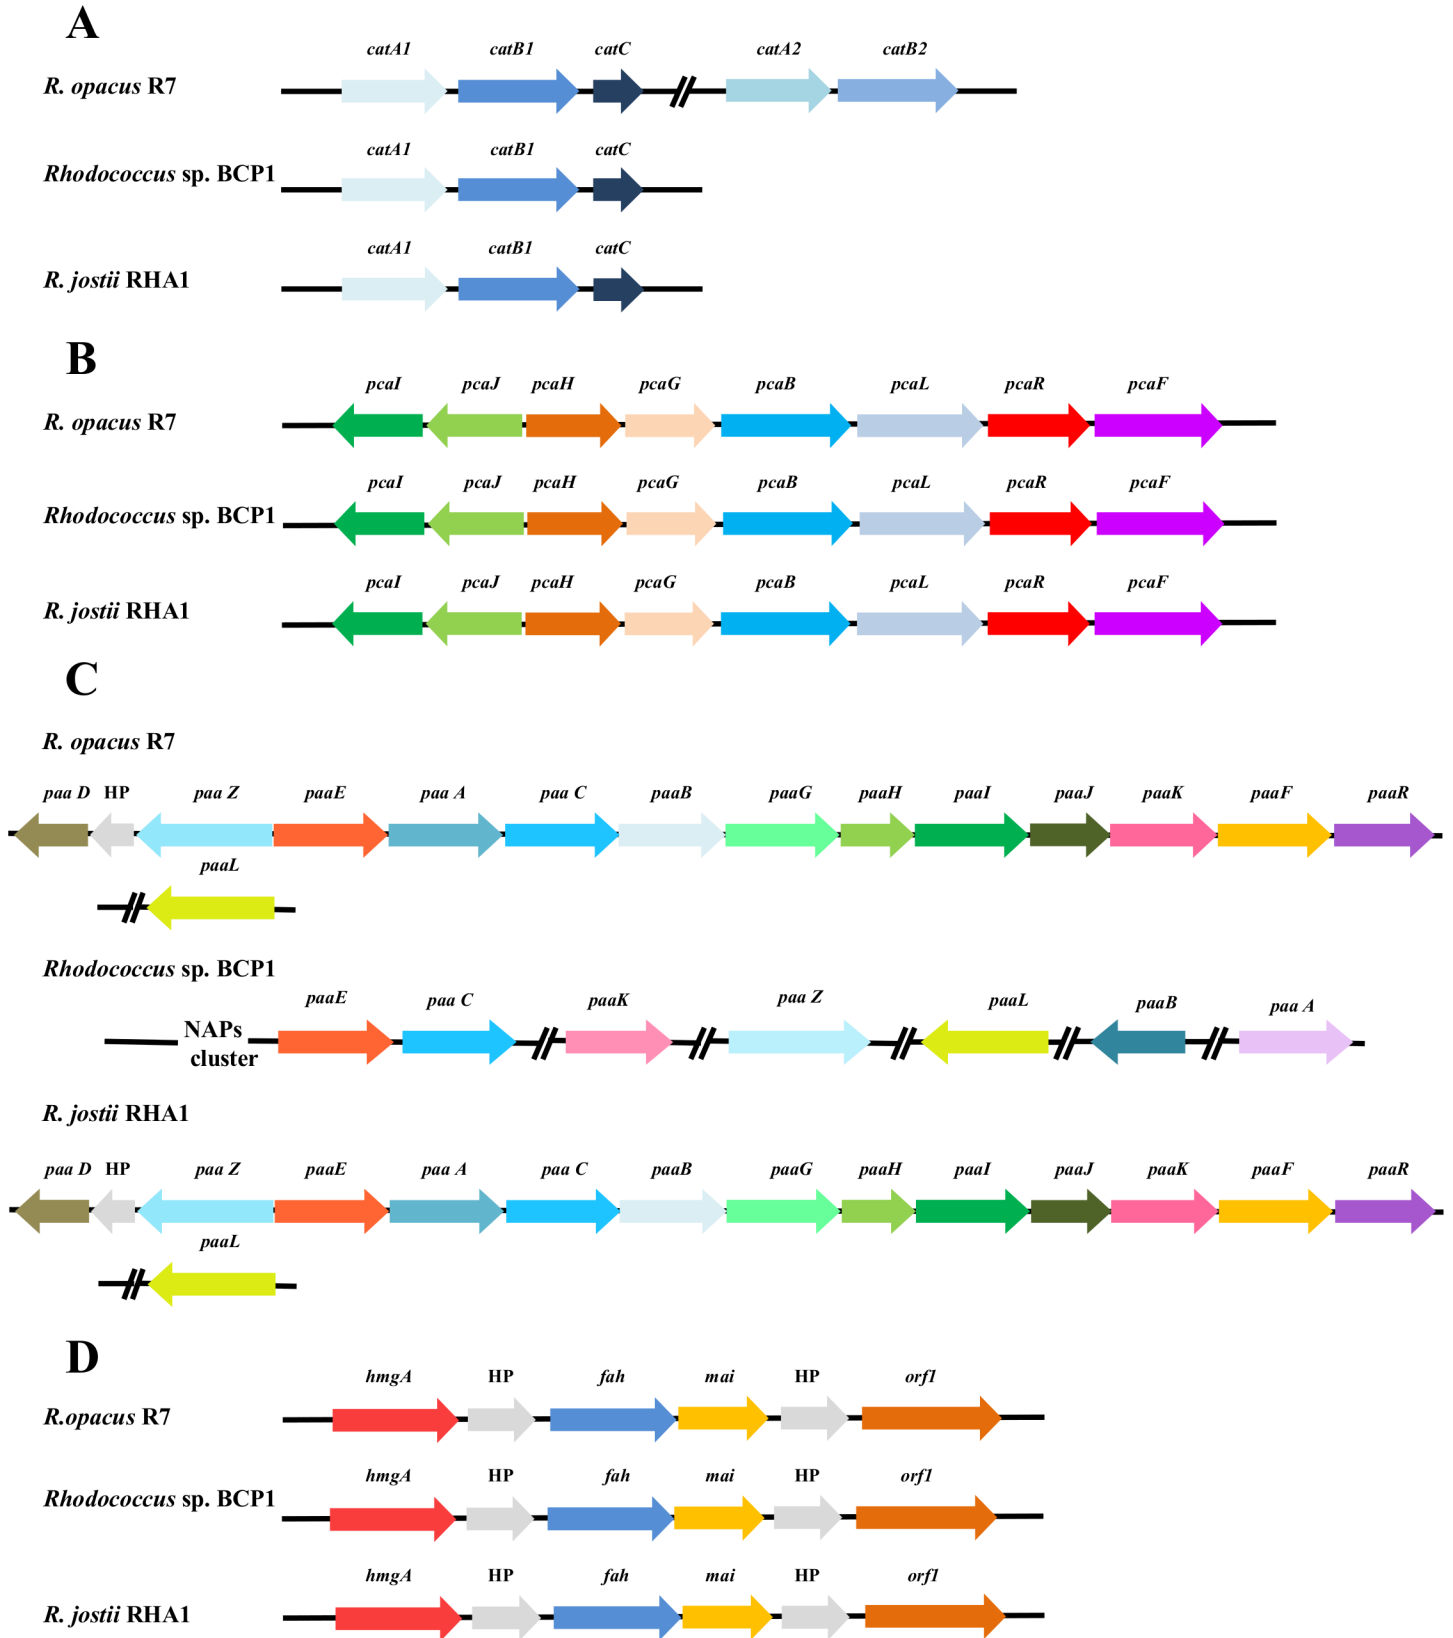 A
catA1 catB1 catC catA2 catB2
R. opacus R7
catA1 catB1 catC
Rhodococcus sp. BCP1
catA1 catB1 catC
R. jostii RHA1
B
pcaI pcaJ pcaH pcaG pcaB pcaL pcaR pcaF
R. opacus R7
pcaI pcaJ pcaH pcaG pcaB pcaL pcaR pcaF
Rhodococcus sp. BCP1
pcaI pcaJ pcaH pcaG pcaB pcaL pcaR pcaF
R. jostii RHA1
C
R. opacus R7
paa D HP paa Z paaE paa A paa C paaB paaG paaH paaI paaJ paaK paaF paaR
paaL
Rhodococcus sp. BCP1
paaE paa C paaK paa Z paaL paaB paa A
NAPs
cluster
R. jostii RHA1
paa D HP paa Z paaE paa A paa C paaB paaG paaH paaI paaJ paaK paaF paaR
paaL
D
hmgA HP fah mai HP orf1
R.opacus R7
hmgA HP fah mai HP orf1
Rhodococcus sp. BCP1
hmgA HP fah mai HP orf1
R. jostii RHA1